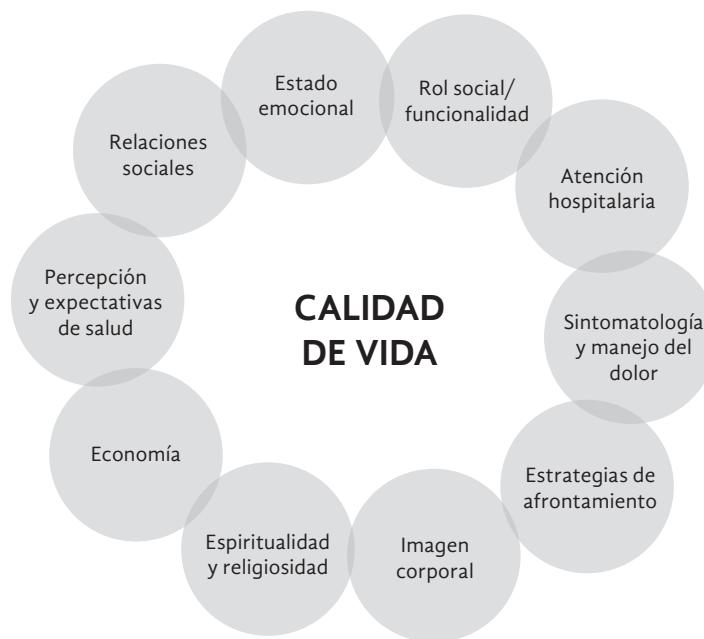 Estado
emocional
Rol social/
funcionalidad
Relaciones
sociales
Atención
hospitalaria
Percepción
y expectativas
de salud
CALIDAD
DE VIDA
Sintomatología
y manejo del
dolor
Economía
Estrategias de
afrontamiento
Espiritualidad
y religiosidad
Imagen
corporal